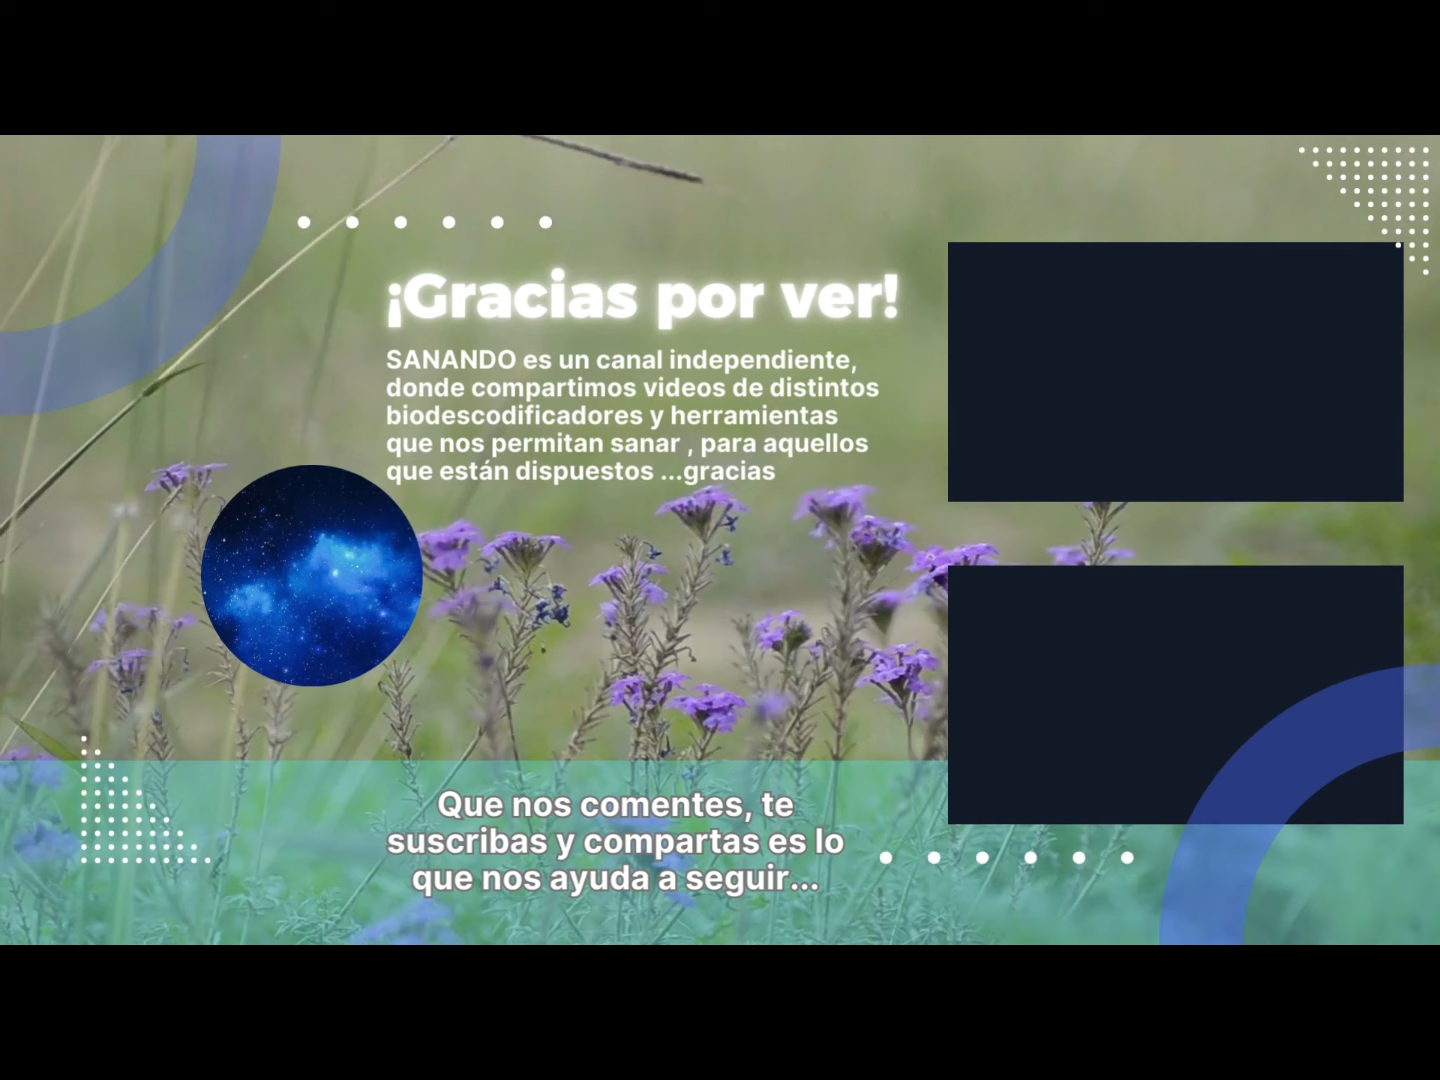 ¡Gracias por ver!
SANANDO es un canal independiente,
donde compartimos videos de distintos
biodescodificadores y herramientas
que nos permitan sanar , para aquellos
que están dispuestos ...gracias
Que nos comentes, te
suscribas y compartas es lo
que nos ayuda a seguir...